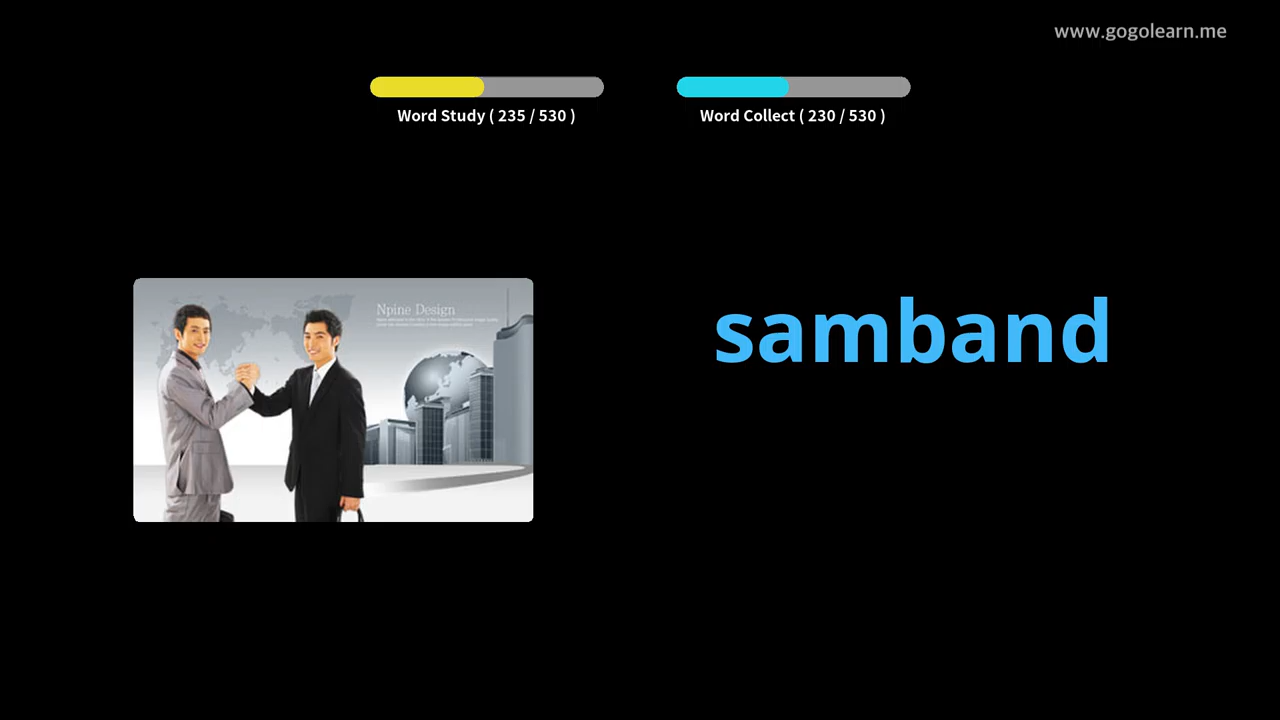 www.gogolearn.me
Word Study ( 235 / 530 )
Word Collect ( 230 / 530 )
Npine Design
samband